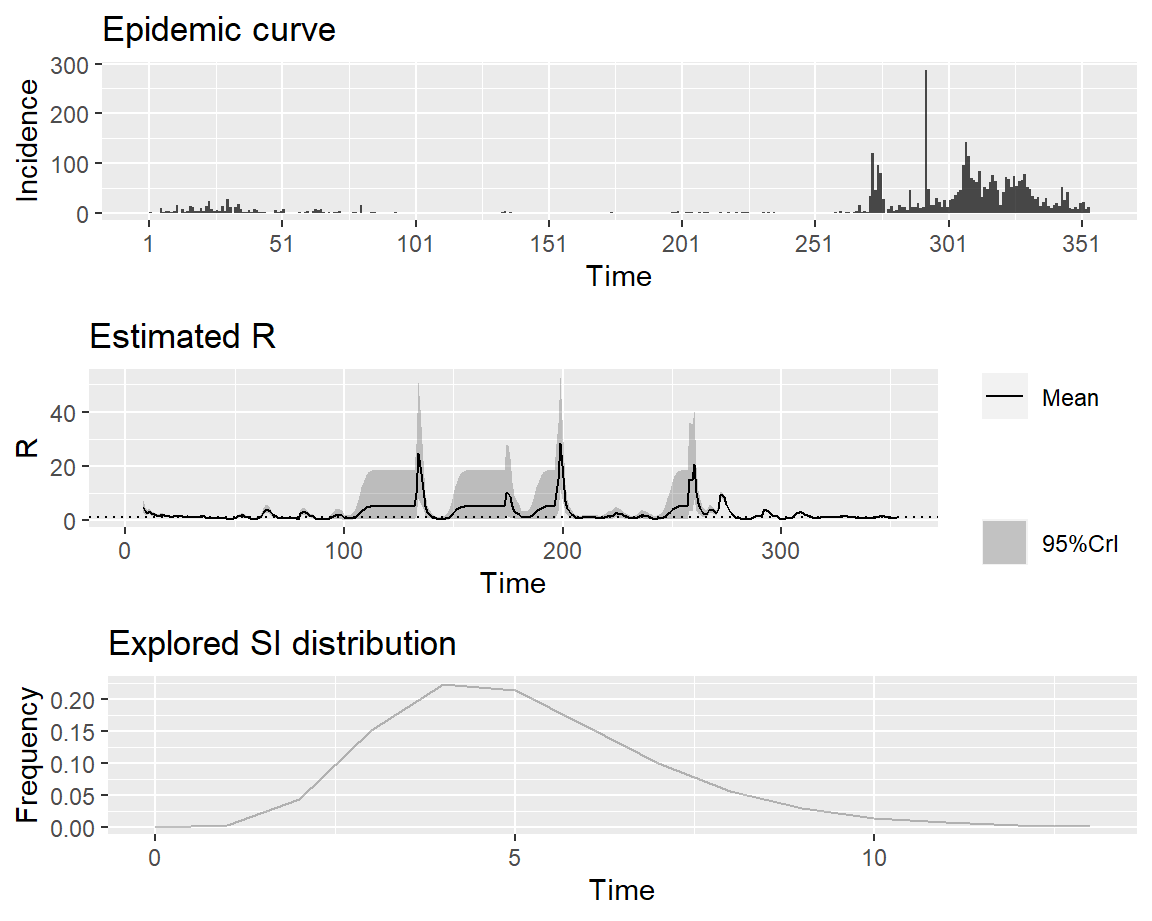 Epidemic curve
Incidence
300
200
100
0
1 51 101 151 201 251 301 351
Time
Estimated R
R
40
20
0
0 100 200 300
Time
Mean
95%CrI
Explored SI distribution
Frequency
0.20
0.15
0.10
0.05
0.00
0 5 10
Time